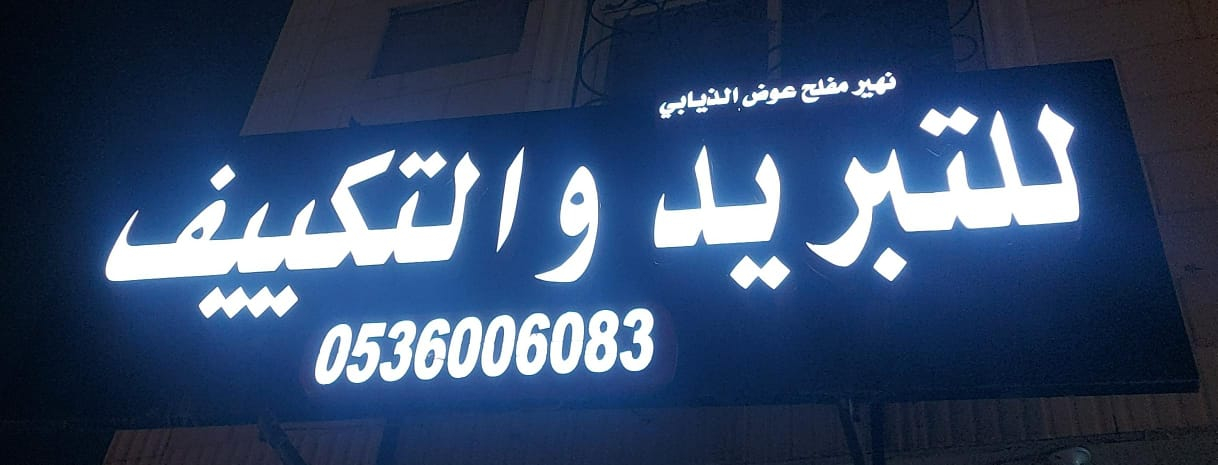 نهير مفلح عوض الذيابي
للتبريد والتكييف
0536006083